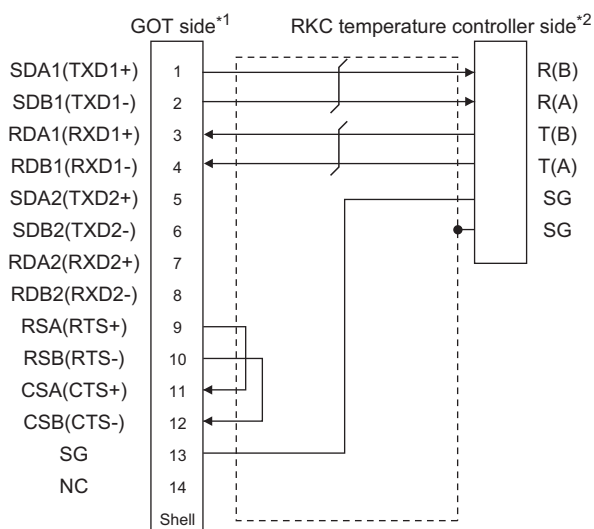 GOT side*1 RKC temperature controller side*2
SDA1(TXD1+) 1 R(B)
SDB1(TXD1-) 2 R(A)
RDA1(RXD1+) 3 T(B)
RDB1(RXD1-) 4 T(A)
SDA2(TXD2+) 5 SG
SDB2(TXD2-) 6 SG
RDA2(RXD2+) 7
RDB2(RXD2-) 8
RSA(RTS+) 9
RSB(RTS-) 10
CSA(CTS+) 11
CSB(CTS-) 12
SG 13
NC 14
Shell